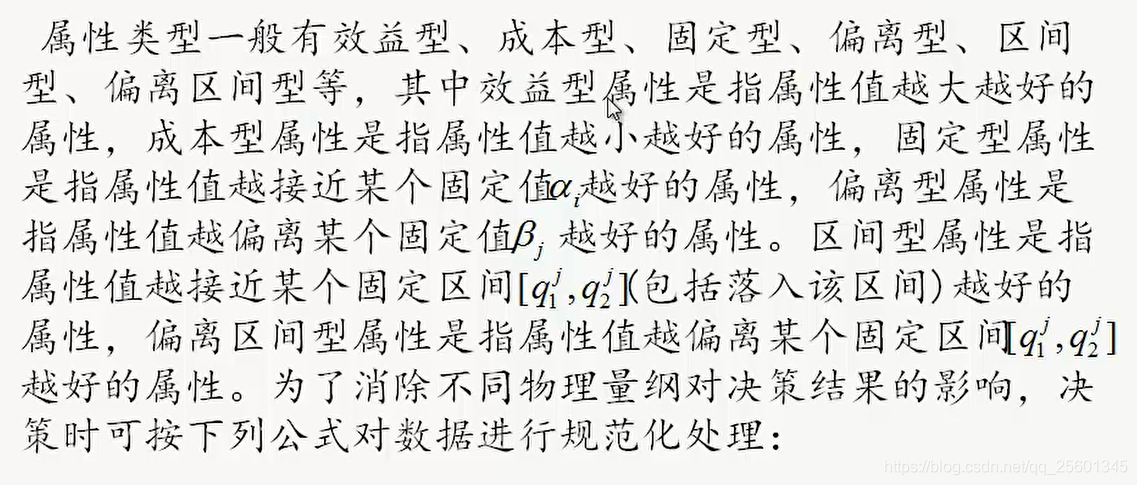 属性类型一般有效益型、成本型、固定型、偏离型、区间
型、偏离区间型等，其中效益型属性是指属性值越大越好的
属性，成本型属性是指属性值越小越好的属性，固定型属性
是指属性值越接近某个固定值αᵢ越好的属性，偏离型属性是
指属性值越偏离某个固定值βⱼ越好的属性。区间型属性是指
属性值越接近某个固定区间[q₁ʲ,q₂ʲ](包括落入该区间)越好的
属性，偏离区间型属性是指属性值越偏离某个固定区间[q₁ʲ,q₂ʲ]
越好的属性。为了消除不同物理量纲对决策结果的影响，决
策时可按下列公式对数据进行规范化处理：
https://blog.csdn.net/qq_25601345